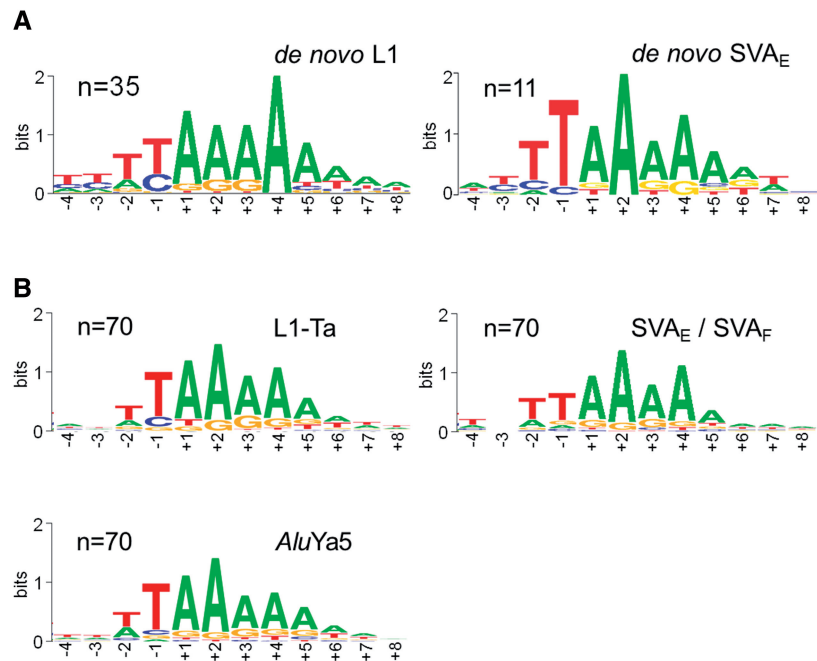 A
de novo L1
n=35
2
1
0
bits
-4 -3 -2 -1 +1 +2 +3 +4 +5 +6 +7 +8
de novo SVAE
n=11
2
1
0
bits
-4 -3 -2 -1 +1 +2 +3 +4 +5 +6 +7 +8
B
n=70 L1-Ta
2
1
0
bits
-4 -3 -2 -1 +1 +2 +3 +4 +5 +6 +7 +8
n=70 SVAE / SVAF
2
1
0
bits
-4 -3 -2 -1 +1 +2 +3 +4 +5 +6 +7 +8
n=70 AluYa5
2
1
0
bits
-4 -3 -2 -1 +1 +2 +3 +4 +5 +6 +7 +8